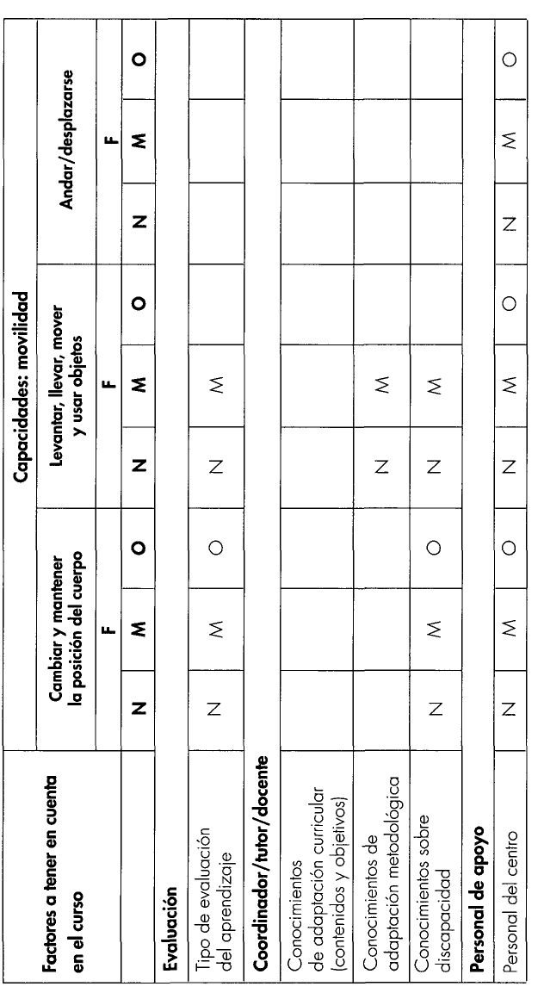 Capacidades: movilidad
Factores a tener en cuenta
en el curso
Cambiar y mantener
la posición del cuerpo
Levantar, llevar, mover
y usar objetos
Andar/desplazarse
F F F
N M O N M O N M O
Evaluación
Tipo de evaluación
del aprendizaje
N M O N M
Coordinador/tutor/docente
Conocimientos
de adaptación curricular
(contenidos y objetivos)
Conocimientos de
adaptación metodológica
N M
Conocimientos sobre
discapacidad
N M O N M
Personal de apoyo
Personal del centro
N M O N M O N M O